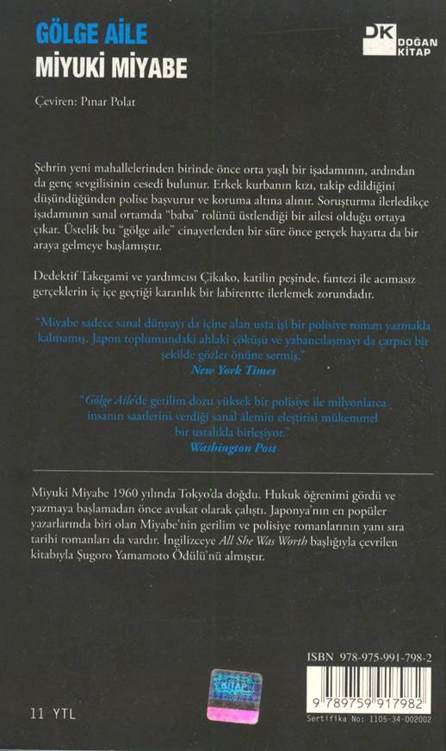 GÖLGE AİLE
MİYUKİ MİYABE
DK DOĞAN
KİTAP
Çeviren: Pınar Polat
Şehrin yeni mahallelerinden birinde önce orta yaşlı bir işadamının, ardından
da genç sevgilisinin cesedi bulunur. Erkek kurbanın kızı, takip edildiğini
düşündüğünden polise başvurur ve koruma altına alınır. Soruşturma ilerledikçe
işadamının sanal ortamda "baba" rolünü üstlendiği bir ailesi olduğu ortaya
çıkar. Üstelik bu "gölge aile" cinayetlerden bir süre önce gerçek hayatta da bir
araya gelmeye başlamıştır.
Dedektif Takegami ve yardımcısı Çikako, katilin peşinde, fantezi ile acımasız
gerçeklerin iç içe geçtiği karanlık bir labirentte ilerlemek zorundadır.
"Miyabe sadece sanal dünyayı da içine alan usta işi bir polisiye roman yazmakla
kalmamış, Japon toplumundaki ahlaki çöküşü ve yabancılaşmayı da çarpıcı bir
şekilde gözler önüne sermiş."
New York Times
"Gölge Aile'de gerilim dozu yüksek bir polisiye ile milyonlarca
insanın saatlerini verdiği sanal âlemin eleştirisi mükemmel
bir ustalıkla birleşiyor."
Washington Post
Miyuki Miyabe 1960 yılında Tokyo'da doğdu. Hukuk öğrenimi gördü ve
yazmaya başlamadan önce avukat olarak çalıştı. Japonya'nın en popüler
yazarlarında biri olan Miyabe'nin gerilim ve polisiye romanlarının yanı sıra
tarihi romanları da vardır. İngilizceye All She Was Worth başlığıyla çevrilen
kitabıyla Şugoro Yamamoto Ödülü'nü almıştır.
ISBN 978-975-991-798-2
9 789759 917982
Sertifika No: 1105-34-002002
KİTAP
11 YTL